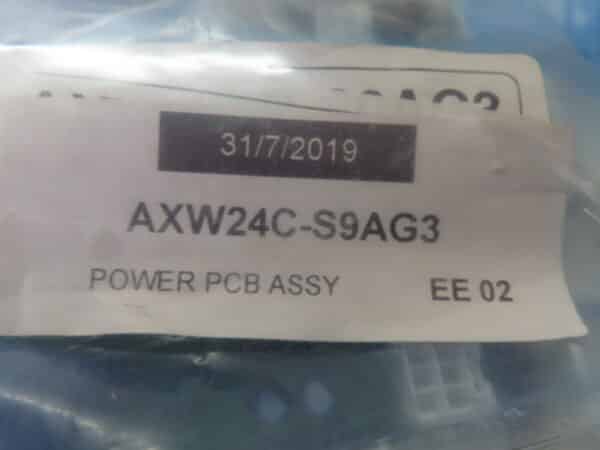 31/7/2019
AXW24C-S9AG3
POWER PCB ASSY EE 02